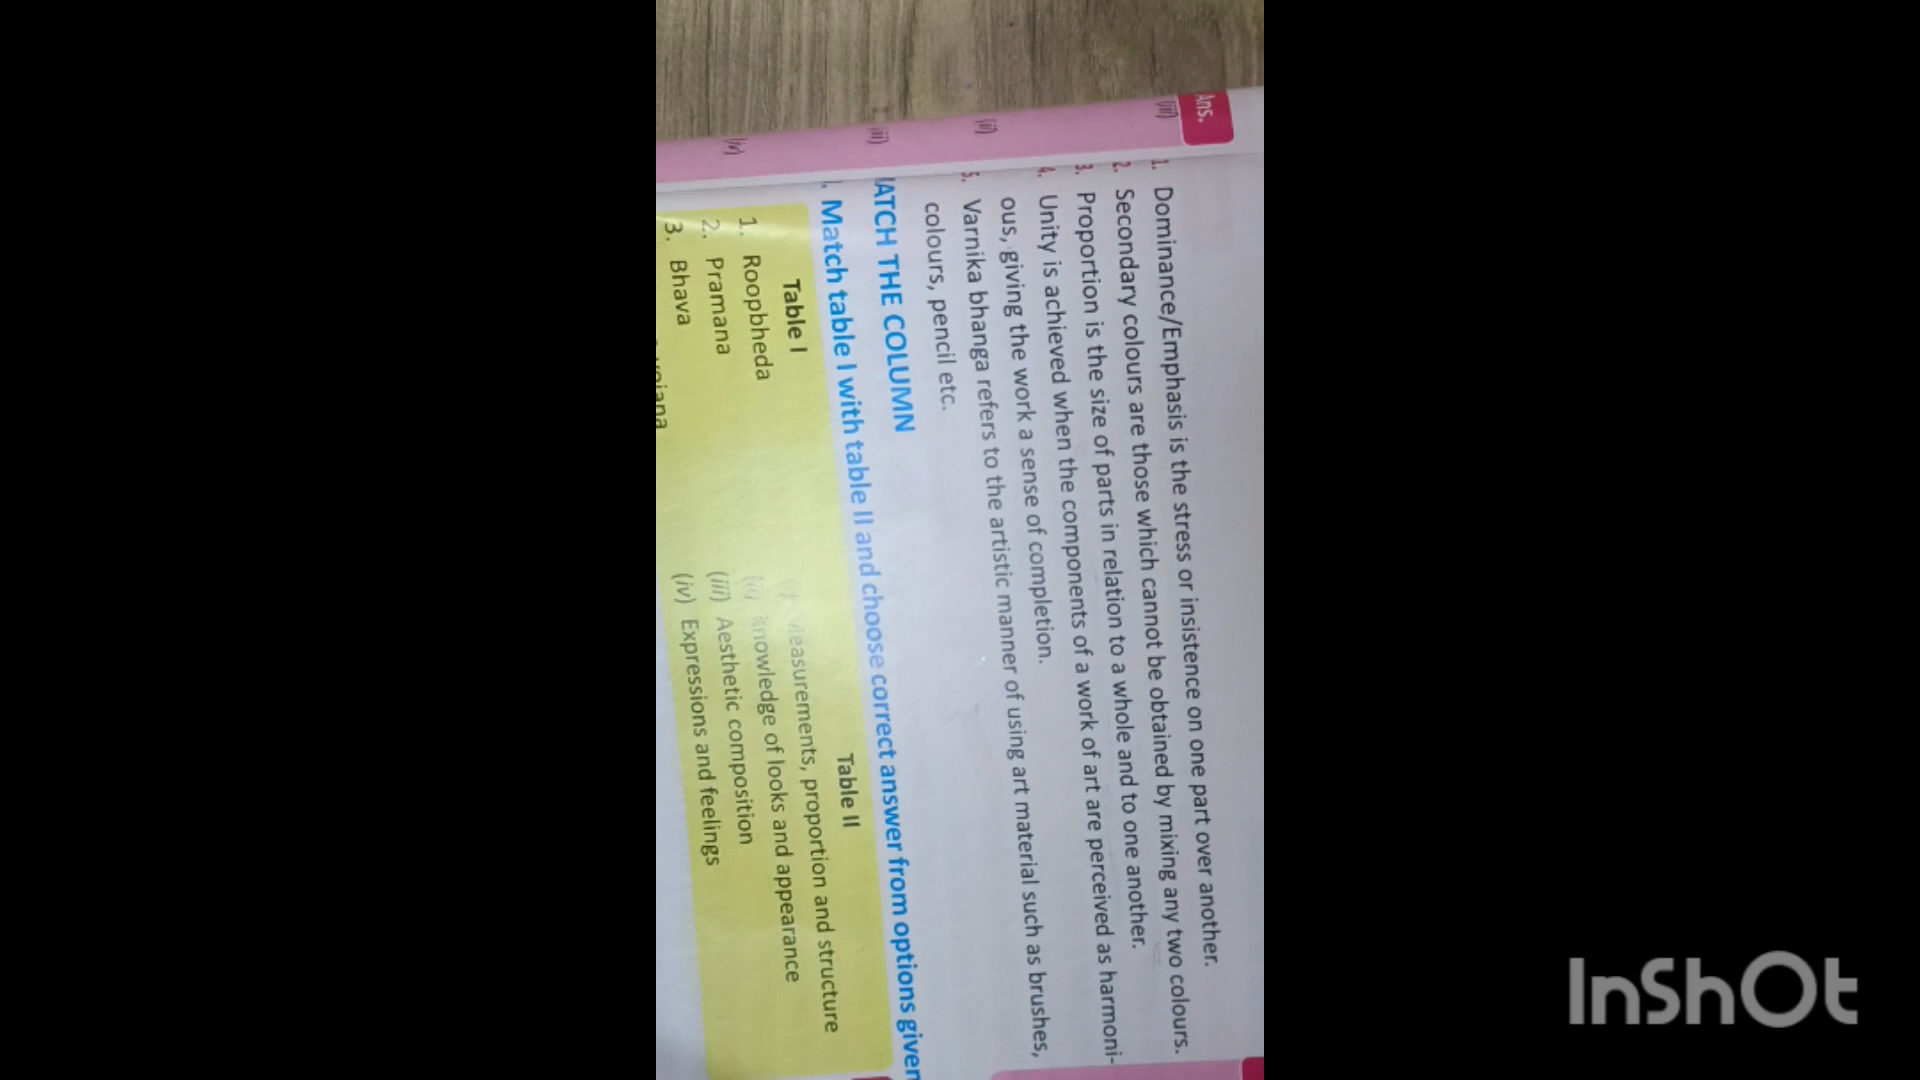 Ans.
1. Dominance/Emphasis is the stress or insistence on one part over another.
2. Secondary colours are those which cannot be obtained by mixing any two colours.
3. Proportion is the size of parts in relation to a whole and to one another.
4. Unity is achieved when the components of a work of art are perceived as harmoni-
ous, giving the work a sense of completion.
5. Varnika bhanga refers to the artistic manner of using art material such as brushes,
colours, pencil etc.
(iii)
(i)
(ii)
(iv)
ATCH THE COLUMN
. Match table I with table II and choose correct answer from options given
Table I Table II
1. Roopbheda
2. Pramana
3. Bhava
Measurements, proportion and structure
knowledge of looks and appearance
(iii) Aesthetic composition
(iv) Expressions and feelings
InShOt